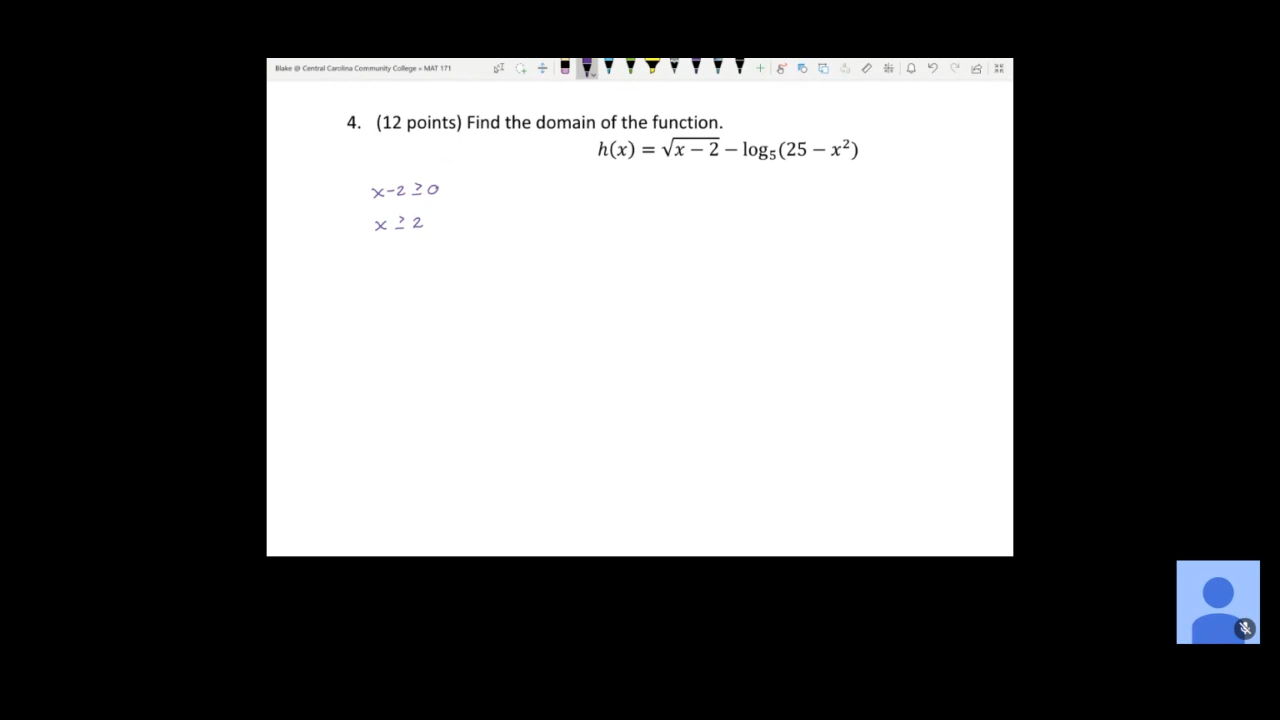 Blake @ Central Carolina Community College » MAT 171
4. (12 points) Find the domain of the function.
h(x) = √(x − 2) − log₅(25 − x²)
x-2 ≥ 0
x ≥ 2